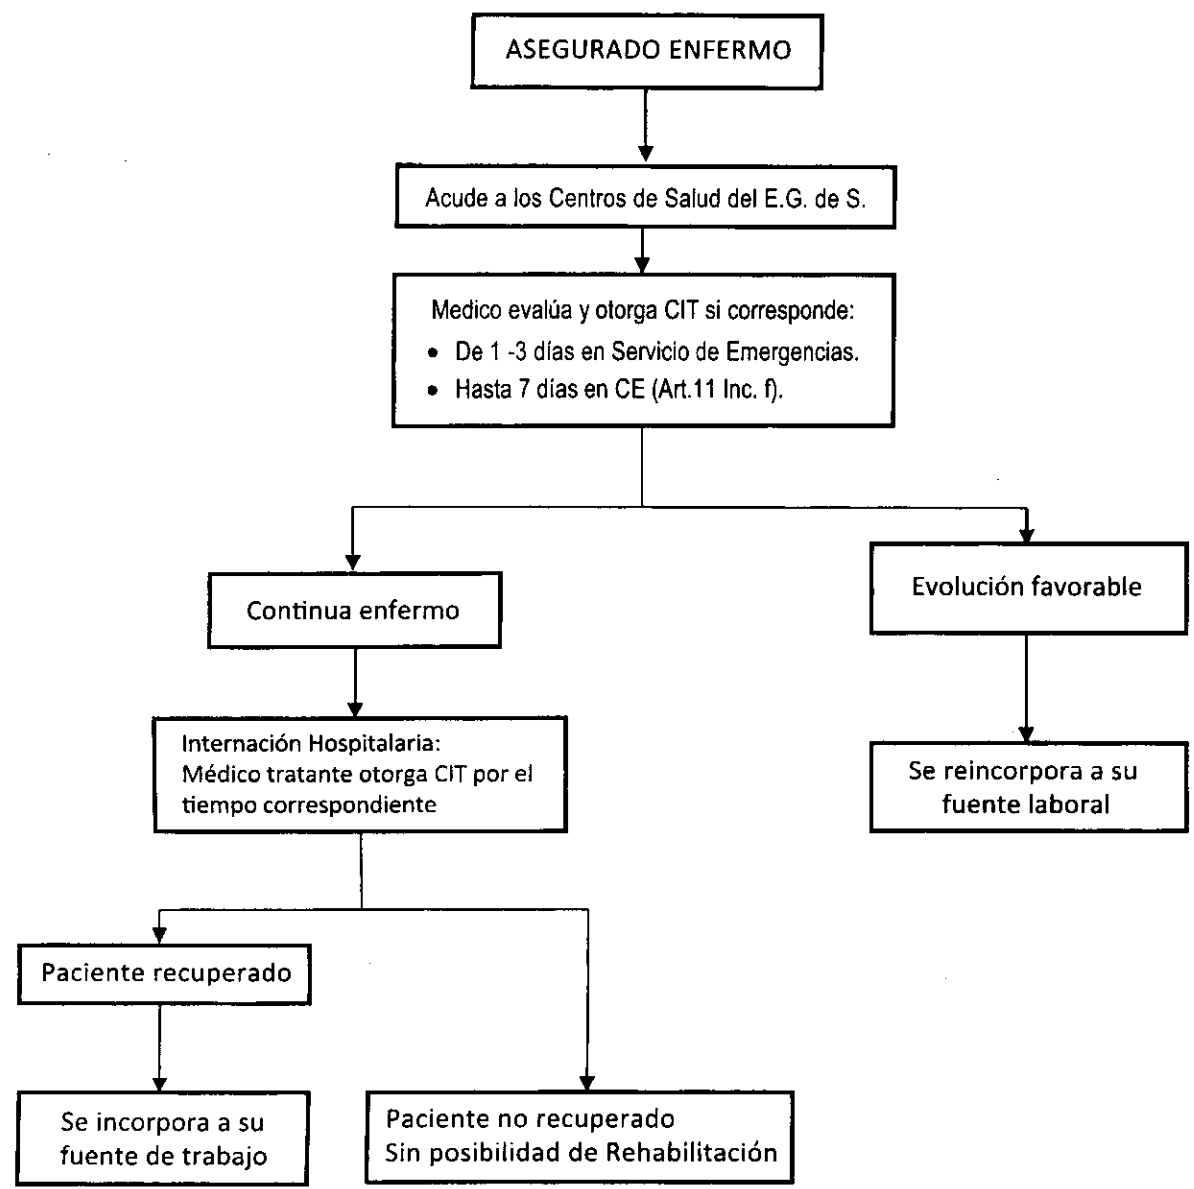 ASEGURADO ENFERMO
Acude a los Centros de Salud del E.G. de S.
Medico evalúa y otorga CIT si corresponde:
• De 1 -3 días en Servicio de Emergencias.
• Hasta 7 días en CE (Art.11 Inc. f).
Continua enfermo
Evolución favorable
Internación Hospitalaria:
Médico tratante otorga CIT por el
tiempo correspondiente
Se reincorpora a su
fuente laboral
Paciente recuperado
Se incorpora a su
fuente de trabajo
Paciente no recuperado
Sin posibilidad de Rehabilitación